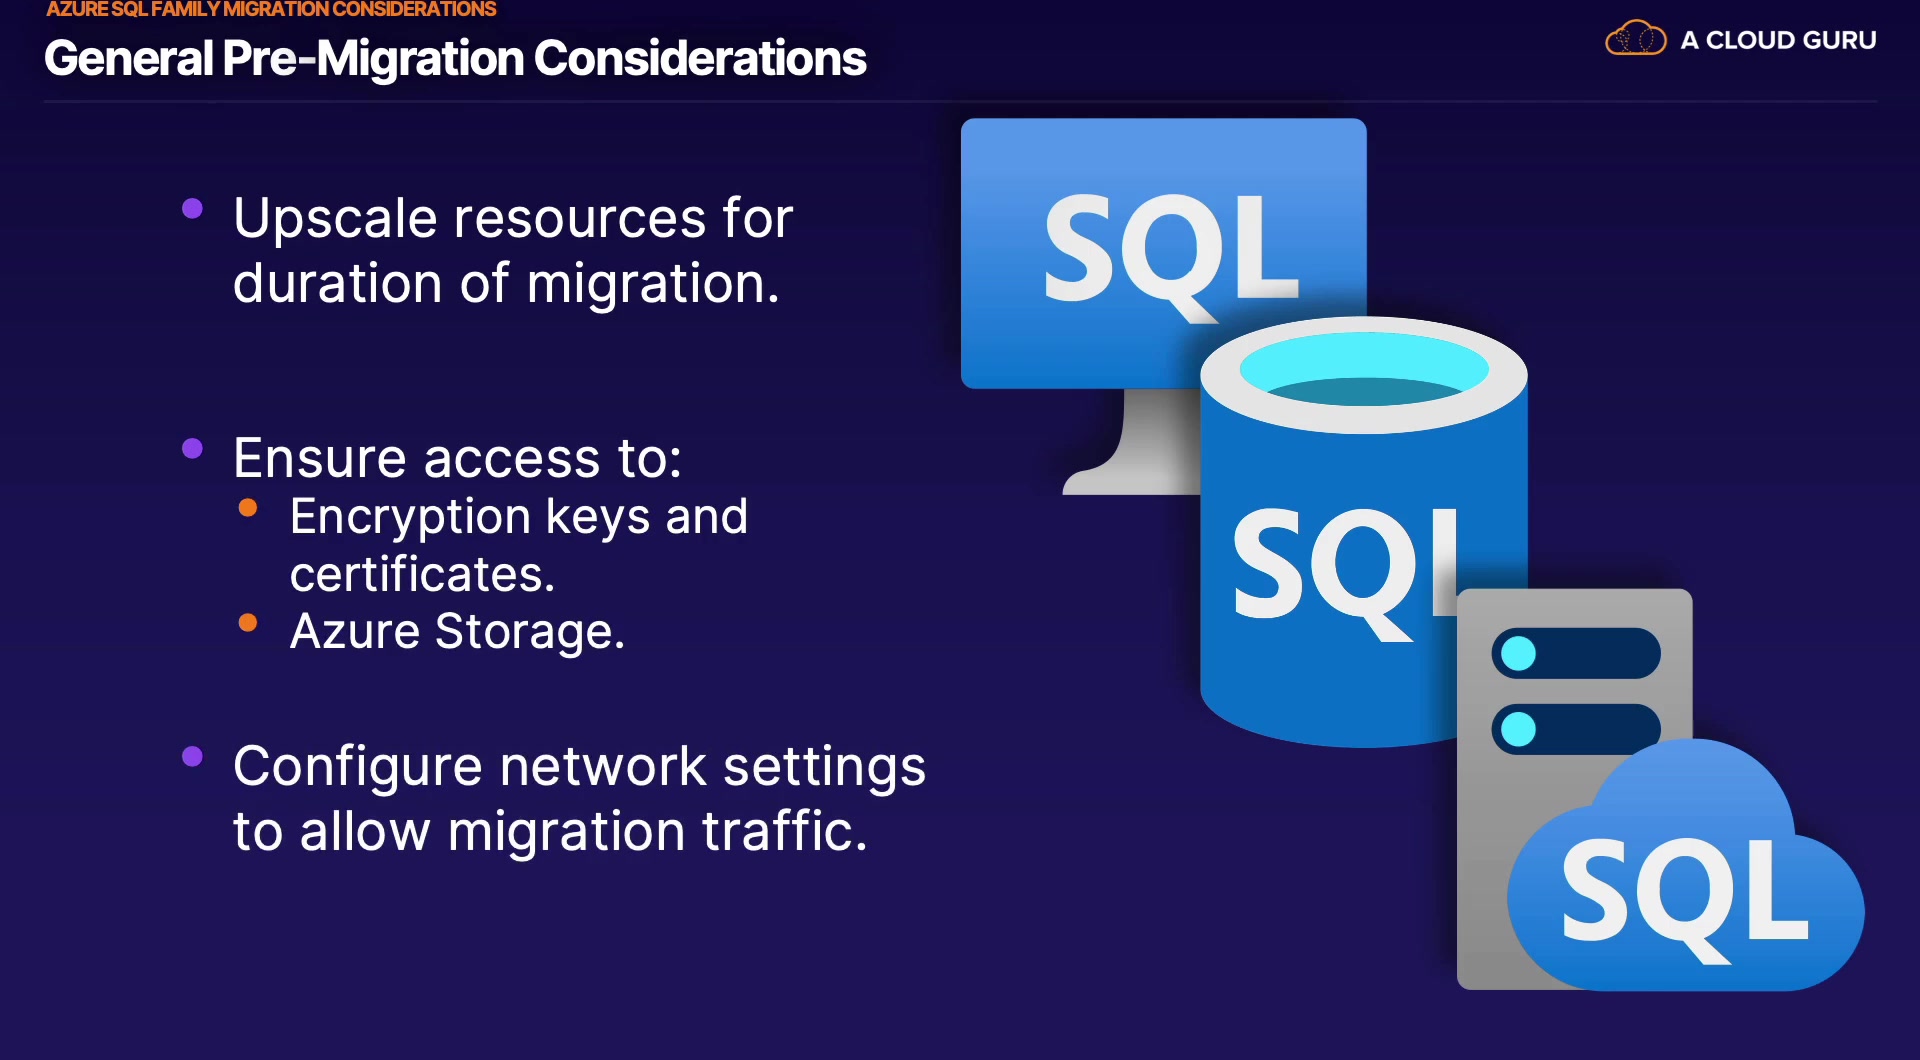 AZURE SQL FAMILY MIGRATION CONSIDERATIONS
General Pre-Migration Considerations
A CLOUD GURU
Upscale resources for
duration of migration.
Ensure access to:
Encryption keys and
certificates.
Azure Storage.
Configure network settings
to allow migration traffic.
SQL
SQL
SQL